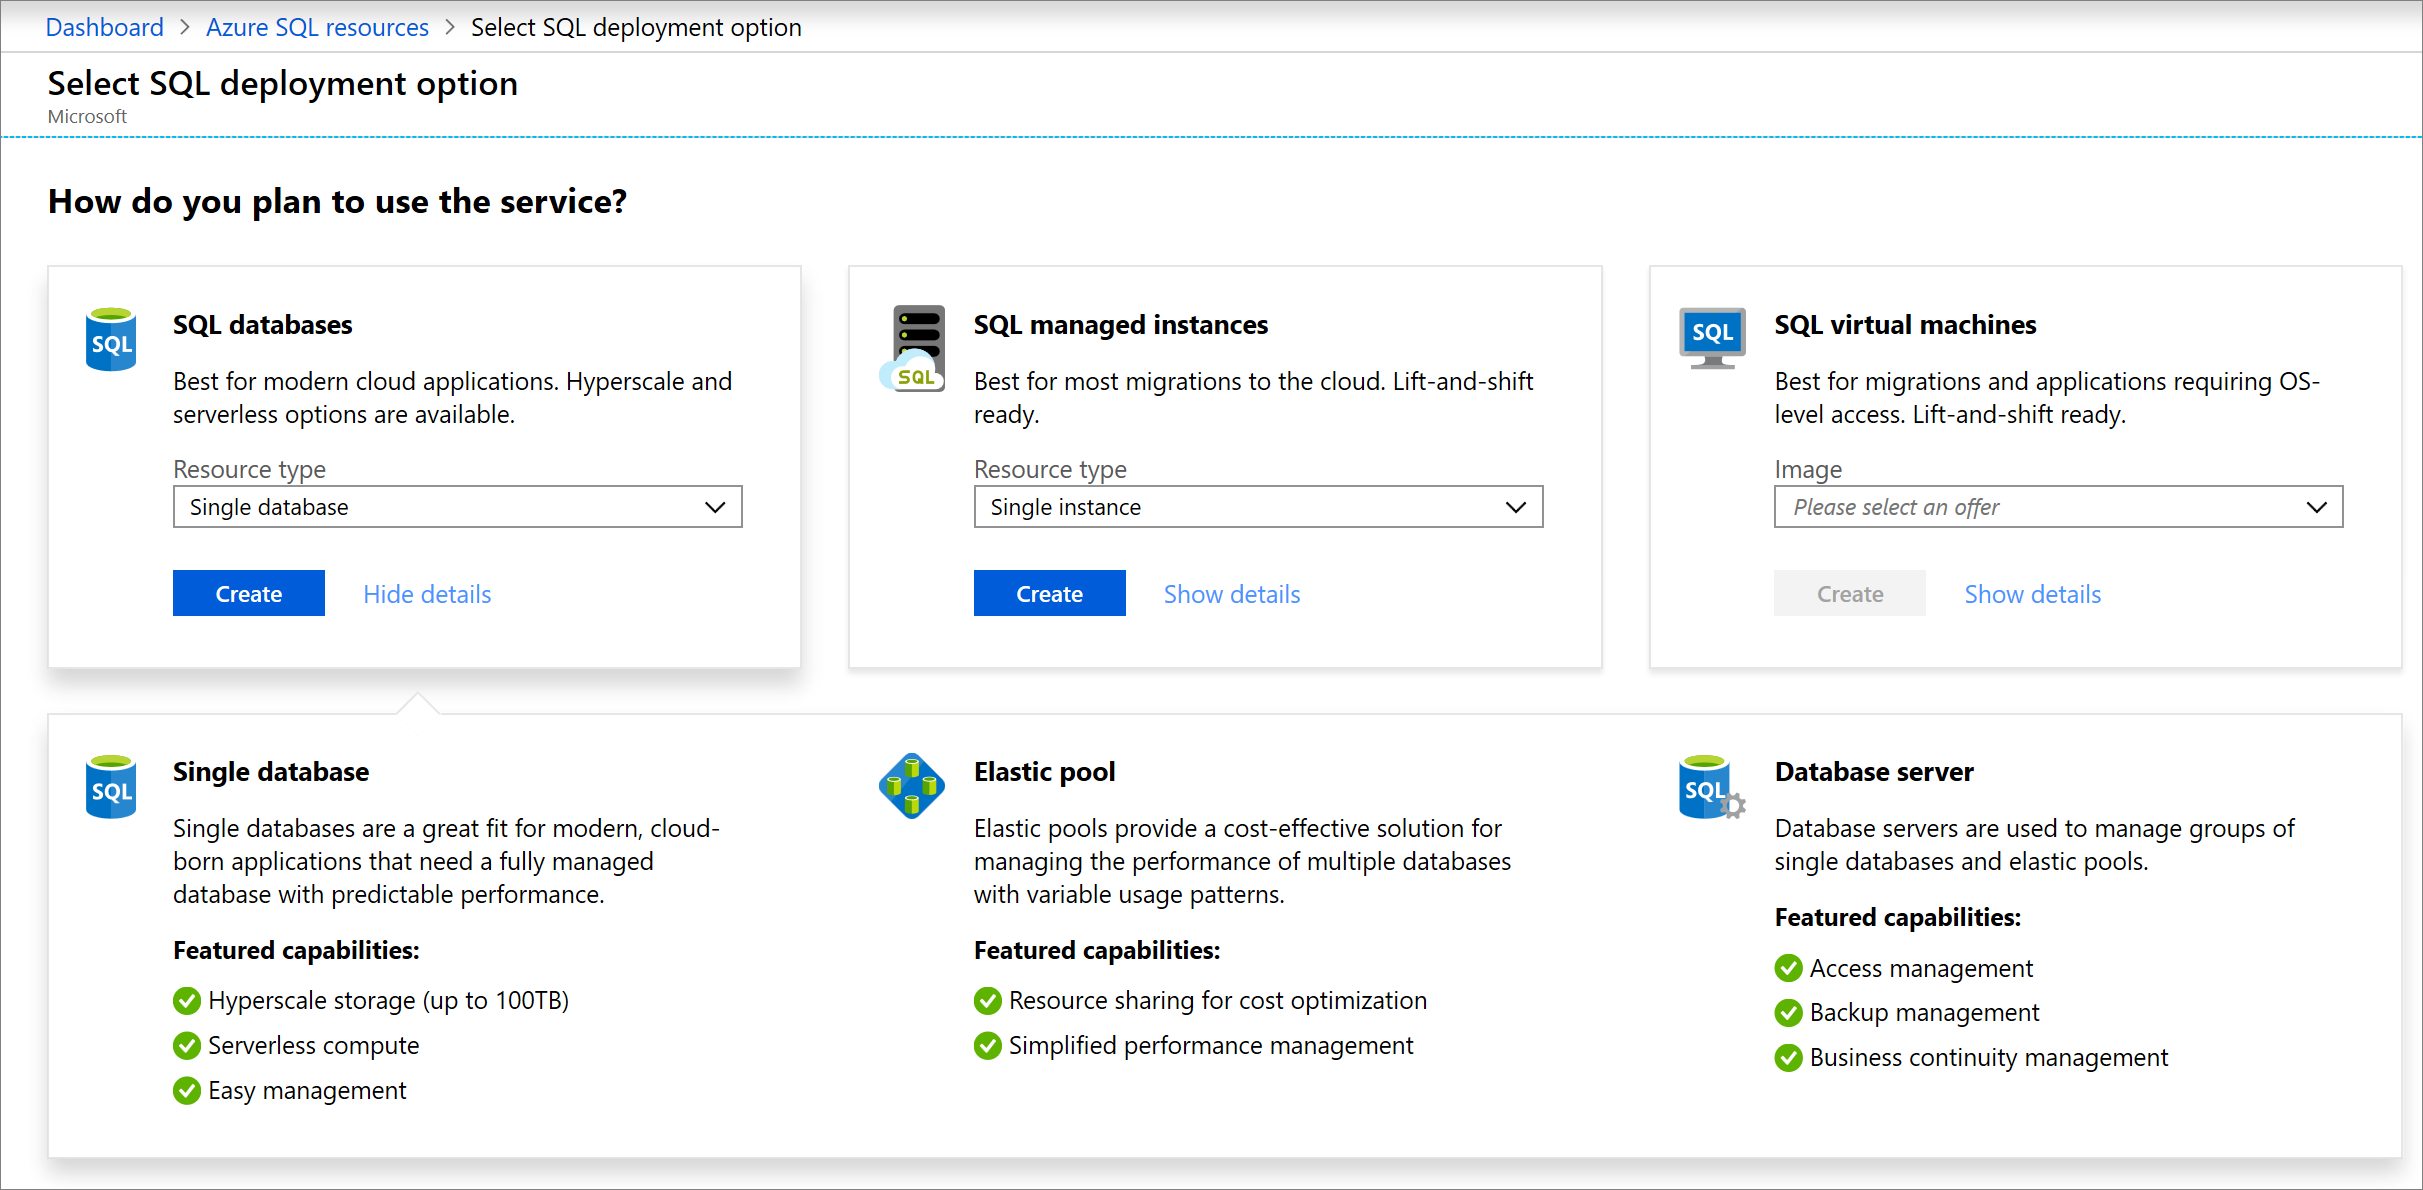 Dashboard > Azure SQL resources > Select SQL deployment option
Select SQL deployment option
Microsoft
How do you plan to use the service?
SQL
SQL databases
Best for modern cloud applications. Hyperscale and
serverless options are available.
Resource type
Single database
Create
Hide details
SQL
SQL managed instances
Best for most migrations to the cloud. Lift-and-shift
ready.
Resource type
Single instance
Create
Show details
SQL
SQL virtual machines
Best for migrations and applications requiring OS-
level access. Lift-and-shift ready.
Image
Please select an offer
Create
Show details
SQL
Single database
Single databases are a great fit for modern, cloud-
born applications that need a fully managed
database with predictable performance.
Featured capabilities:
Hyperscale storage (up to 100TB)
Serverless compute
Easy management
Elastic pool
Elastic pools provide a cost-effective solution for
managing the performance of multiple databases
with variable usage patterns.
Featured capabilities:
Resource sharing for cost optimization
Simplified performance management
SQL
Database server
Database servers are used to manage groups of
single databases and elastic pools.
Featured capabilities:
Access management
Backup management
Business continuity management